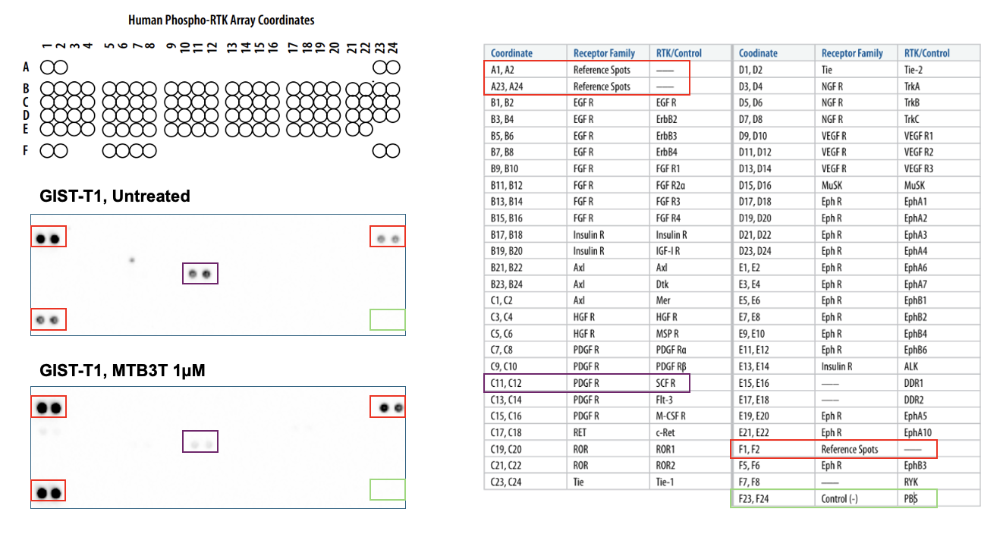 Human Phospho-RTK Array Coordinates
1 2 3 4 5 6 7 8 9 10 11 12 13 14 15 16 17 18 19 20 21 22 23 24
A
B
C
D
E
F
GIST-T1, Untreated
GIST-T1, MTB3T 1µM
Coordinate Receptor Family RTK/Control Coodinate Receptor Family RTK/Control
A1, A2 Reference Spots —— D1, D2 Tie Tie-2
A23, A24 Reference Spots —— D3, D4 NGF R TrkA
B1, B2 EGF R EGF R D5, D6 NGF R TrkB
B3, B4 EGF R ErbB2 D7, D8 NGF R TrkC
B5, B6 EGF R ErbB3 D9, D10 VEGF R VEGF R1
B7, B8 EGF R ErbB4 D11, D12 VEGF R VEGF R2
B9, B10 FGF R FGF R1 D13, D14 VEGF R VEGF R3
B11, B12 FGF R FGF R2α D15, D16 MuSK MuSK
B13, B14 FGF R FGF R3 D17, D18 Eph R EphA1
B15, B16 FGF R FGF R4 D19, D20 Eph R EphA2
B17, B18 Insulin R Insulin R D21, D22 Eph R EphA3
B19, B20 Insulin R IGF-I R D23, D24 Eph R EphA4
B21, B22 Axl Axl E1, E2 Eph R EphA6
B23, B24 Axl Dtk E3, E4 Eph R EphA7
C1, C2 Axl Mer E5, E6 Eph R EphB1
C3, C4 HGF R HGF R E7, E8 Eph R EphB2
C5, C6 HGF R MSP R E9, E10 Eph R EphB4
C7, C8 PDGF R PDGF Rα E11, E12 Eph R EphB6
C9, C10 PDGF R PDGF Rβ E13, E14 Insulin R ALK
C11, C12 PDGF R SCF R E15, E16 —— DDR1
C13, C14 PDGF R Flt-3 E17, E18 —— DDR2
C15, C16 PDGF R M-CSF R E19, E20 Eph R EphA5
C17, C18 RET c-Ret E21, E22 Eph R EphA10
C19, C20 ROR ROR1 F1, F2 Reference Spots ——
C21, C22 ROR ROR2 F5, F6 Eph R EphB3
C23, C24 Tie Tie-1 F7, F8 —— RYK
F23, F24 Control (-) PBS